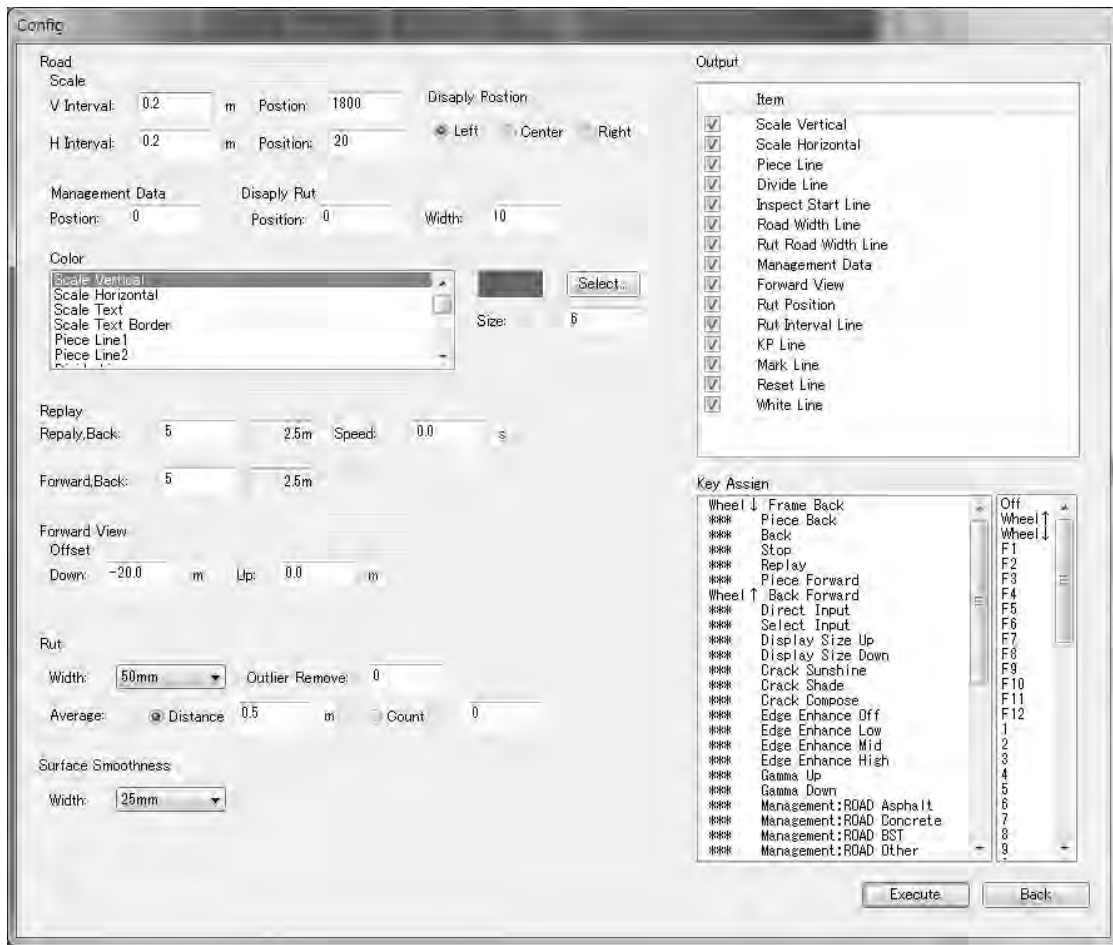 Config
Road
Scale
V Interval: 0.2 m Postion: 1800
Disaply Rostion
Left Center Right
H Interval: 0.2 m Position: 20
Management Data
Postion: 0
Disaply Rut
Position: 0 Width: 10
Color
Scale Vertical
Scale Horizontal
Scale Text
Scale Text Border
Piece Line1
Piece Line2
Select...
Size: 6
Replay
Repaly,Back: 5 2.5m Speed: 0.0 s
Forward,Back: 5 2.5m
Forward View
Offset
Down: -20.0 m Up: 0.0 m
Rut
Width: 50mm Outlier Remove: 0
Average: Distance 0.5 m Count 0
Surface Smoothness
Width: 25mm
Output
Item
Scale Vertical
Scale Horizontal
Piece Line
Divide Line
Inspect Start Line
Road Width Line
Rut Road Width Line
Management Data
Forward View
Rut Position
Rut Interval Line
KP Line
Mark Line
Reset Line
White Line
Key Assign
Wheel↓ Frame Back
*** Piece Back
*** Back
*** Stop
*** Replay
*** Piece Forward
Wheel↑ Back Forward
*** Direct Input
*** Select Input
*** Display Size Up
*** Display Size Down
*** Crack Sunshine
*** Crack Shade
*** Crack Compose
*** Edge Enhance Off
*** Edge Enhance Low
*** Edge Enhance Mid
*** Edge Enhance High
*** Gamma Up
*** Gamma Down
*** Management:ROAD Asphalt
*** Management:ROAD Concrete
*** Management:ROAD BST
*** Management:ROAD Other
Off
Wheel↑
Wheel↓
F1
F2
F3
F4
F5
F6
F7
F8
F9
F10
F11
F12
1
2
3
4
5
6
7
8
9
Execute
Back